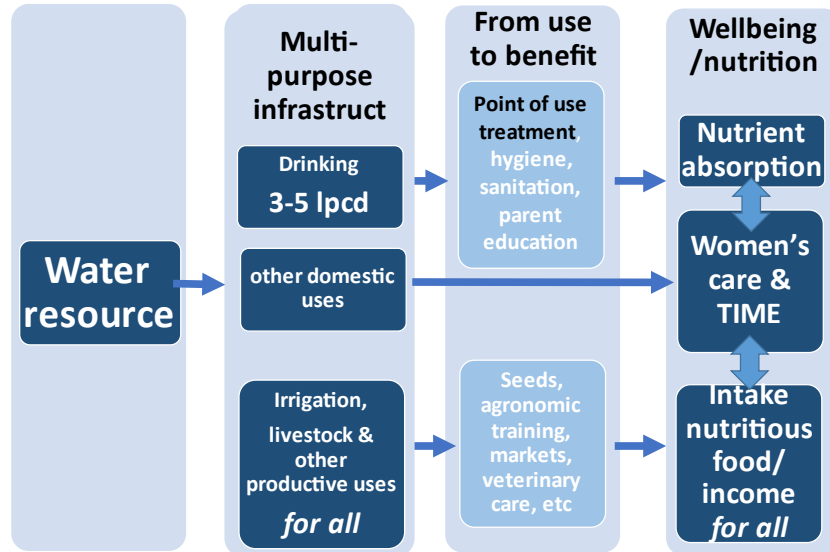 Water
resource
Multi-
purpose
infrastruct
Drinking
3-5 lpcd
other domestic
uses
Irrigation,
livestock &
other
productive uses
for all
From use
to benefit
Point of use
treatment,
hygiene,
sanitation,
parent
education
Seeds,
agronomic
training,
markets,
veterinary
care, etc
Wellbeing
/nutrition
Nutrient
absorption
Women's
care &
TIME
Intake
nutritious
food/
income
for all